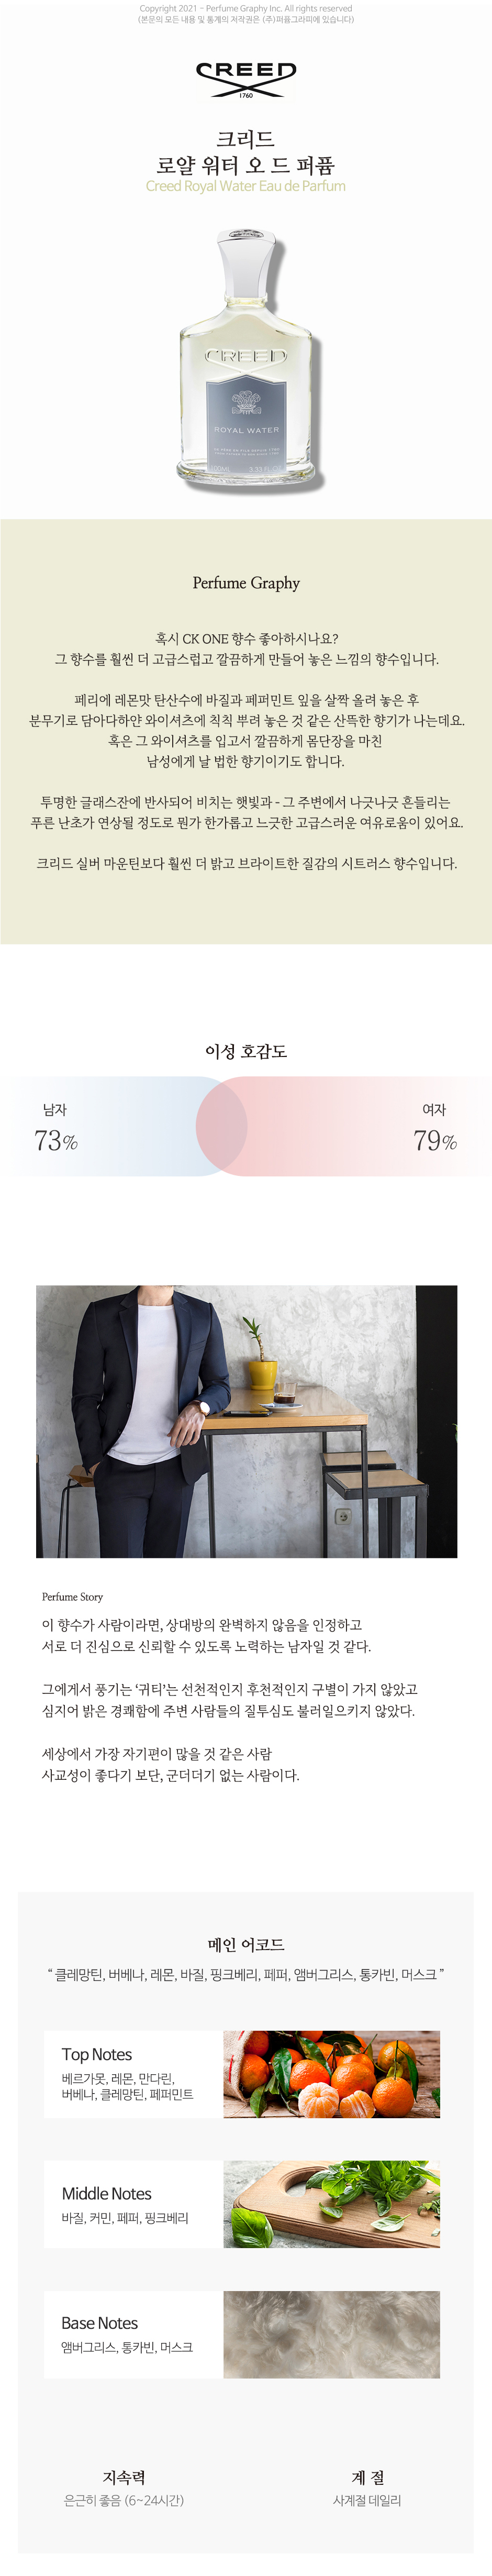 Copyright 2021 - Perfume Graphy Inc. All rights reserved
(본문의 모든 내용 및 통계의 저작권은 (주)퍼퓸그라피에 있습니다)
CREED
1760
크리드
로얄 워터 오 드 퍼퓸
Creed Royal Water Eau de Parfum
CREED
ROYAL WATER
100ML 3.33 FL.OZ
Perfume Graphy
혹시 CK ONE 향수 좋아하시나요?
그 향수를 훨씬 더 고급스럽고 깔끔하게 만들어 놓은 느낌의 향수입니다.
페리에 레몬맛 탄산수에 바질과 페퍼민트 잎을 살짝 올려 놓은 후
분무기로 담아다하얀 와이셔츠에 칙칙 뿌려 놓은 것 같은 산뜻한 향기가 나는데요.
혹은 그 와이셔츠를 입고서 깔끔하게 몸단장을 마친
남성에게 날 법한 향기이기도 합니다.
투명한 글래스잔에 반사되어 비치는 햇빛과 - 그 주변에서 나긋나긋 흔들리는
푸른 난초가 연상될 정도로 뭔가 한가롭고 느긋한 고급스러운 여유로움이 있어요.
크리드 실버 마운틴보다 훨씬 더 밝고 브라이트한 질감의 시트러스 향수입니다.
이성 호감도
남자 여자
73% 79%
Perfume Story
이 향수가 사람이라면, 상대방의 완벽하지 않음을 인정하고
서로 더 진심으로 신뢰할 수 있도록 노력하는 남자일 것 같다.
그에게서 풍기는 ‘귀티’는 선천적인지 후천적인지 구별이 가지 않았고
심지어 밝은 경쾌함에 주변 사람들의 질투심도 불러일으키지 않았다.
세상에서 가장 자기편이 많을 것 같은 사람
사교성이 좋다기 보단, 군더더기 없는 사람이다.
메인 어코드
“ 클레망틴, 버베나, 레몬, 바질, 핑크베리, 페퍼, 앰버그리스, 통카빈, 머스크 ”
Top Notes
베르가못, 레몬, 만다린,
버베나, 클레망틴, 페퍼민트
Middle Notes
바질, 커민, 페퍼, 핑크베리
Base Notes
앰버그리스, 통카빈, 머스크
지속력 계 절
은근히 좋음 (6~24시간) 사계절 데일리